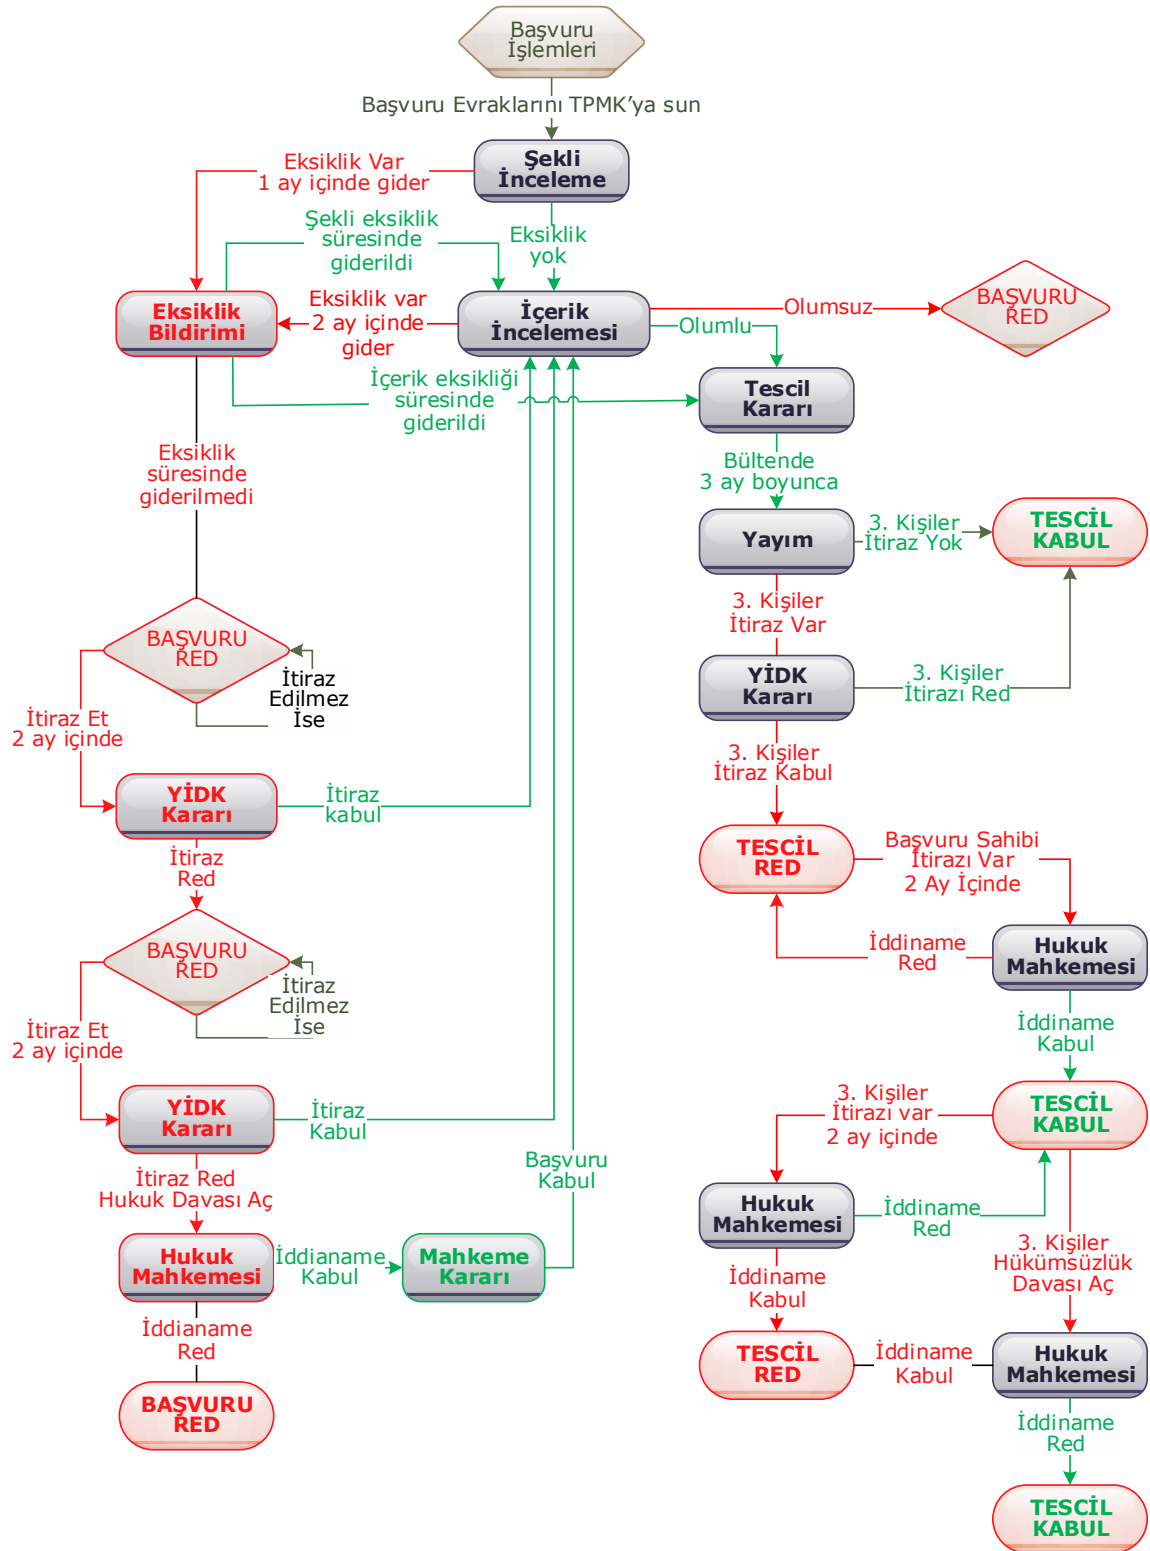 Başvuru
İşlemleri
Başvuru Evraklarını TPMK’ya sun
Şekli
İnceleme
Eksiklik Var
1 ay içinde gider
Şekli eksiklik
süresinde
giderildi
Eksiklik
yok
Eksiklik
Bildirimi
Eksiklik var
2 ay içinde
gider
İçerik
İncelemesi
Olumsuz
BAŞVURU
RED
Olumlu
İçerik eksikliği
süresinde
giderildi
Tescil
Kararı
Eksiklik
süresinde
giderilmedi
Bültende
3 ay boyunca
Yayım
3. Kişiler
İtiraz Yok
TESCİL
KABUL
3. Kişiler
İtiraz Var
BAŞVURU
RED
İtiraz
Edilmez
İse
YİDK
Kararı
3. Kişiler
İtirazı Red
İtiraz Et
2 ay içinde
3. Kişiler
İtiraz Kabul
YİDK
Kararı
İtiraz
kabul
İtiraz
Red
TESCİL
RED
Başvuru Sahibi
İtirazı Var
2 Ay İçinde
BAŞVURU
RED
İtiraz
Edilmez
İse
İddiname
Red
Hukuk
Mahkemesi
İtiraz Et
2 ay içinde
İddiname
Kabul
YİDK
Kararı
İtiraz
Kabul
3. Kişiler
İtirazı var
2 ay içinde
TESCİL
KABUL
İtiraz Red
Hukuk Davası Aç
Başvuru
Kabul
Hukuk
Mahkemesi
İddiname
Red
Hukuk
Mahkemesi
İddianame
Kabul
Mahkeme
Kararı
3. Kişiler
Hükümsüzlük
Davası Aç
İddiname
Kabul
İddianame
Red
TESCİL
RED
İddiname
Kabul
Hukuk
Mahkemesi
BAŞVURU
RED
İddiname
Red
TESCİL
KABUL